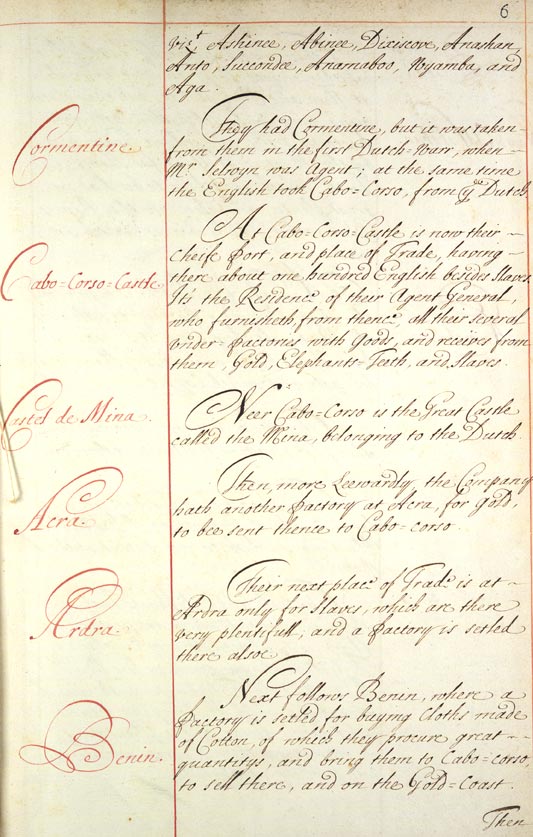 6
vizt, Ashinee, Abinee, Dixiscove, Anashan,
Anto, Succondee, Anamaboo, Wyamba, and
Aga.
Cormentine.
They had Cormentine, but it was taken
from them in the first Dutch-Warr, when
Mr Selwyn was Agent; at the same time
the English took Cabo=Corso, from ye Dutch.
Cabo=Corso=Castle.
At Cabo=Corso=Castle is now their
cheife Port, and place of Trade, having
there about one hundred English besides Slaves.
Its the Residence of their Agent General,
who furnisheth, from thence, all their several
under=Factories with Goods, and receives from
them, Gold, Elephants=Teeth, and Slaves.
Castel de Mina.
Neer Cabo=Corso is the Great Castle
called the Mina, belonging to the Dutch.
Acra.
Then, more Leewardly, the Company
hath another Factory at Acra, for Gold,
to bee sent thence to Cabo=corso.
Ardra.
Their next place of Trade is at
Ardra only for Slaves, which are there
very plentifull, and a Factory is setled
there alsoe.
Benin.
Next follows Benin, where a
Factory is setled for buying Cloths made
of Cotton, of which they procure great
quantitys, and bring them to Cabo=corso,
to sell there, and on the Gold=Coast.
Then